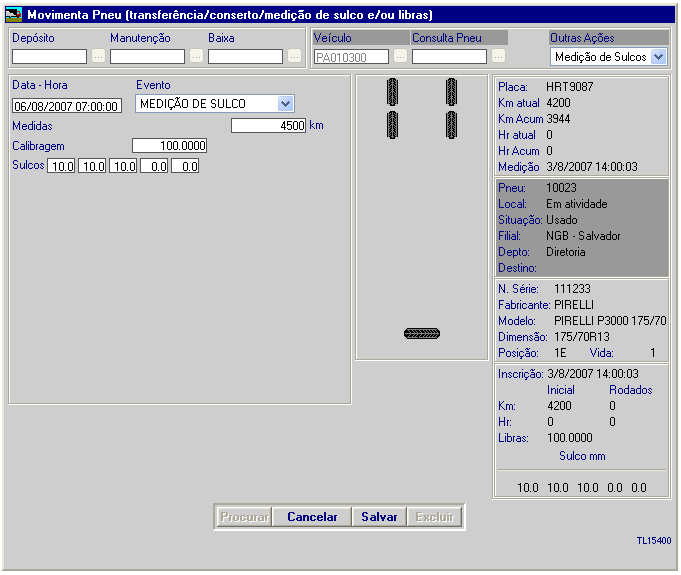 Movimenta Pneu (transferência/conserto/medição de sulco e/ou libras)
Depósito Manutenção Baixa Veículo Consulta Pneu Outras Ações
... ... ... PA010300 ... ... Medição de Sulcos
Data - Hora Evento
06/08/2007 07:00:00 MEDIÇÃO DE SULCO
Medidas 4500 km
Calibragem 100.0000
Sulcos 10.0 10.0 10.0 0.0 0.0
Placa: HRT9087
Km atual 4200
Km Acum 3944
Hr atual 0
Hr Acum 0
Medição 3/8/2007 14:00:03
Pneu: 10023
Local: Em atividade
Situação: Usado
Filial: NGB - Salvador
Depto: Diretoria
Destino:
N. Série: 111233
Fabricante: PIRELLI
Modelo: PIRELLI P3000 175/70
Dimensão: 175/70R13
Posição: 1E Vida: 1
Inscrição: 3/8/2007 14:00:03
Inicial Rodados
Km: 4200 0
Hr: 0 0
Libras: 100.0000
Sulco mm
10.0 10.0 10.0 0.0 0.0
Procurar Cancelar Salvar Excluir
TL15400